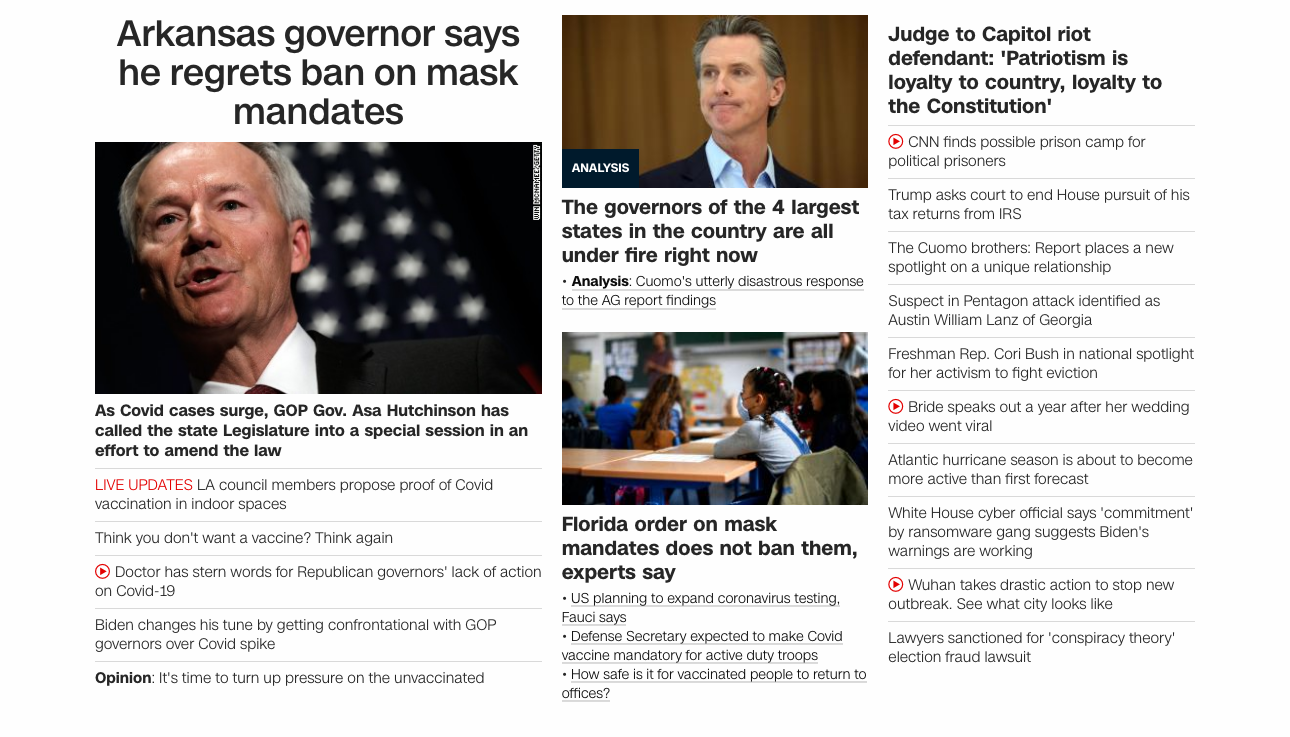 Arkansas governor says
he regrets ban on mask
mandates
WIN MCNAMEE/GETTY
As Covid cases surge, GOP Gov. Asa Hutchinson has
called the state Legislature into a special session in an
effort to amend the law
LIVE UPDATES LA council members propose proof of Covid
vaccination in indoor spaces
Think you don't want a vaccine? Think again
Doctor has stern words for Republican governors' lack of action
on Covid-19
Biden changes his tune by getting confrontational with GOP
governors over Covid spike
Opinion: It's time to turn up pressure on the unvaccinated
ANALYSIS
The governors of the 4 largest
states in the country are all
under fire right now
• Analysis: Cuomo's utterly disastrous response
to the AG report findings
Florida order on mask
mandates does not ban them,
experts say
• US planning to expand coronavirus testing,
Fauci says
• Defense Secretary expected to make Covid
vaccine mandatory for active duty troops
• How safe is it for vaccinated people to return to
offices?
Judge to Capitol riot
defendant: 'Patriotism is
loyalty to country, loyalty to
the Constitution'
CNN finds possible prison camp for
political prisoners
Trump asks court to end House pursuit of his
tax returns from IRS
The Cuomo brothers: Report places a new
spotlight on a unique relationship
Suspect in Pentagon attack identified as
Austin William Lanz of Georgia
Freshman Rep. Cori Bush in national spotlight
for her activism to fight eviction
Bride speaks out a year after her wedding
video went viral
Atlantic hurricane season is about to become
more active than first forecast
White House cyber official says 'commitment'
by ransomware gang suggests Biden's
warnings are working
Wuhan takes drastic action to stop new
outbreak. See what city looks like
Lawyers sanctioned for 'conspiracy theory'
election fraud lawsuit